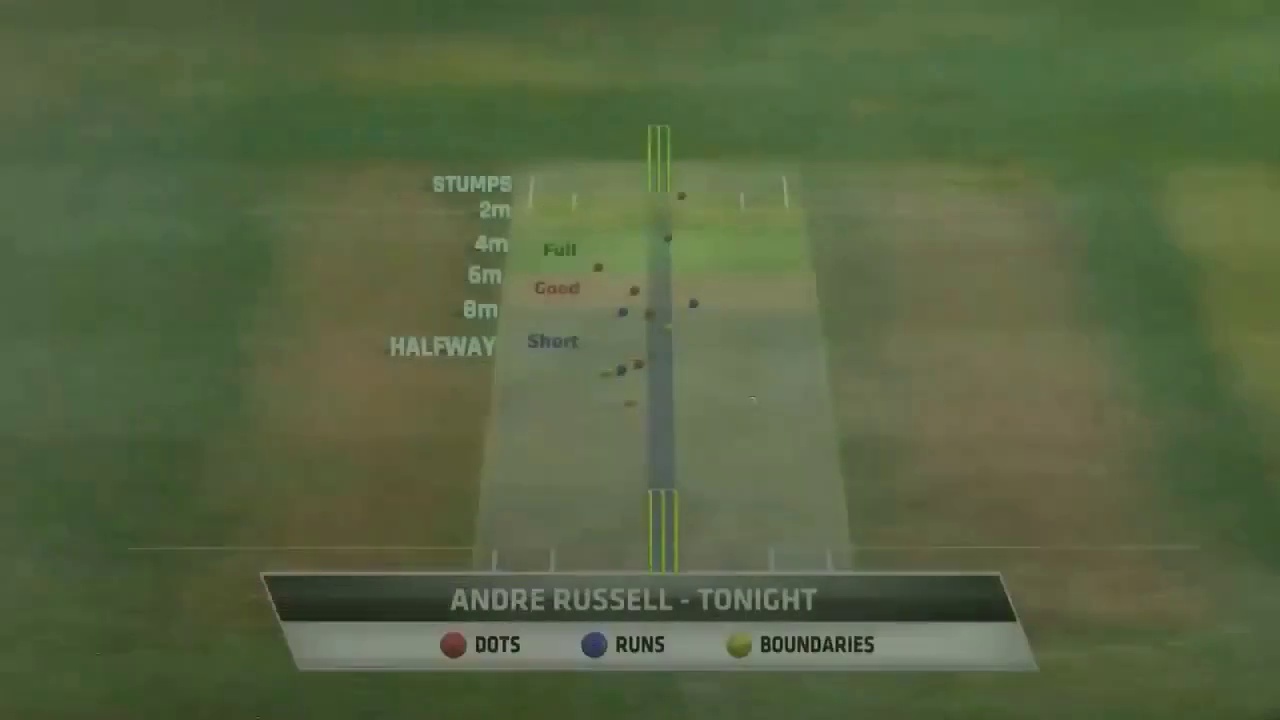 STUMPS
2m
4m
Full
6m
Good
8m
Short
HALFWAY
ANDRE RUSSELL - TONIGHT
DOTS RUNS BOUNDARIES